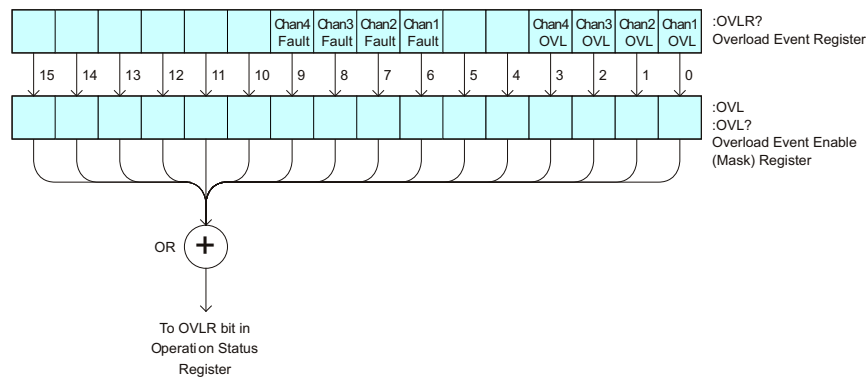 Chan4 Chan3 Chan2 Chan1 Chan4 Chan3 Chan2 Chan1
Fault Fault Fault Fault OVL OVL OVL OVL
:OVLR?
Overload Event Register
15 14 13 12 11 10 9 8 7 6 5 4 3 2 1 0
:OVL
:OVL?
Overload Event Enable
(Mask) Register
OR +
To OVLR bit in
Operation Status
Register